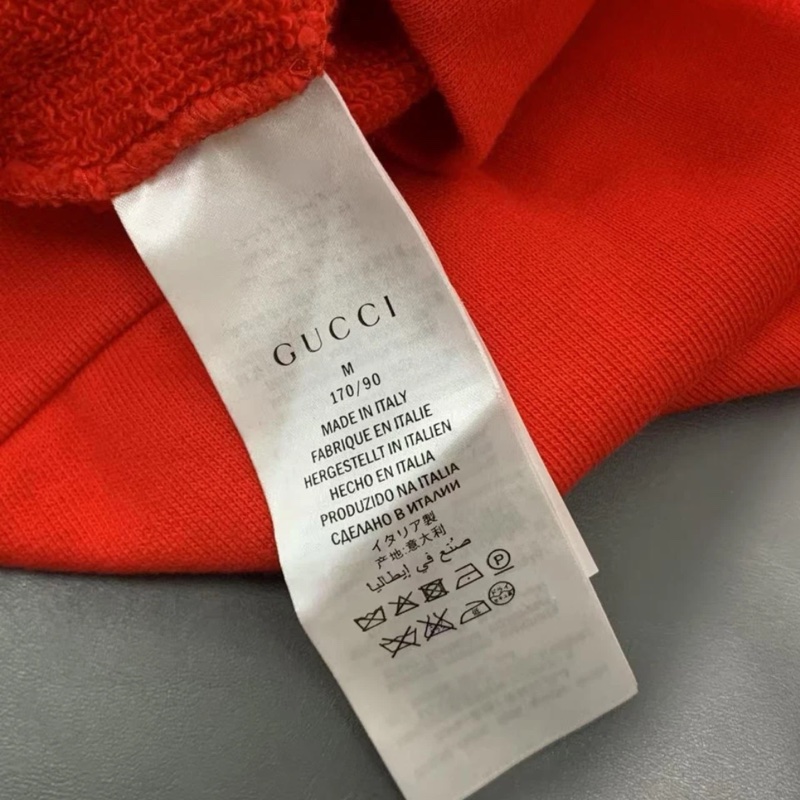 GUCCI
M
170/90
MADE IN ITALY
FABRIQUE EN ITALIE
HERGESTELLT IN ITALIEN
HECHO EN ITALIA
PRODUZIDO NA ITALIA
СДЕЛАНО В ИТАЛИИ
イタリア製
产地:意大利
صنع في إيطاليا
P